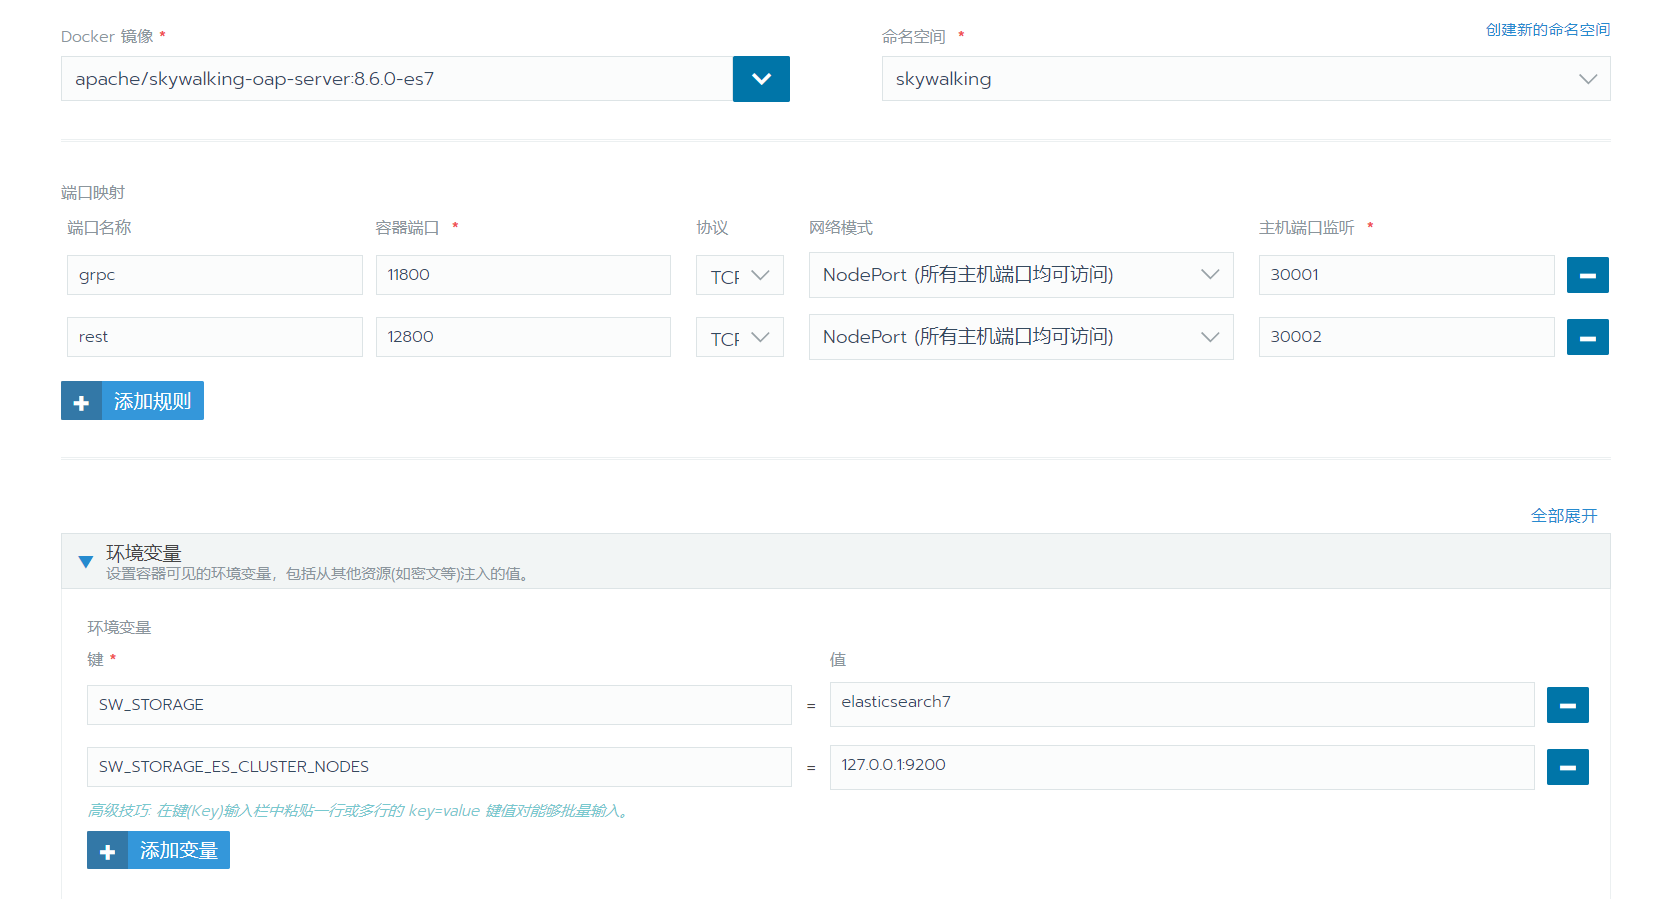 Docker 镜像 *
命名空间 *
创建新的命名空间
apache/skywalking-oap-server:8.6.0-es7
skywalking
端口映射
端口名称 容器端口 * 协议 网络模式 主机端口监听 *
grpc 11800 TCP NodePort (所有主机端口均可访问) 30001
rest 12800 TCP NodePort (所有主机端口均可访问) 30002
添加规则
全部展开
环境变量
设置容器可见的环境变量，包括从其他资源(如密文等)注入的值。
环境变量
键 * 值
SW_STORAGE = elasticsearch7
SW_STORAGE_ES_CLUSTER_NODES = 127.0.0.1:9200
高级技巧: 在键(Key)输入栏中粘贴一行或多行的 key=value 键值对能够批量输入。
添加变量